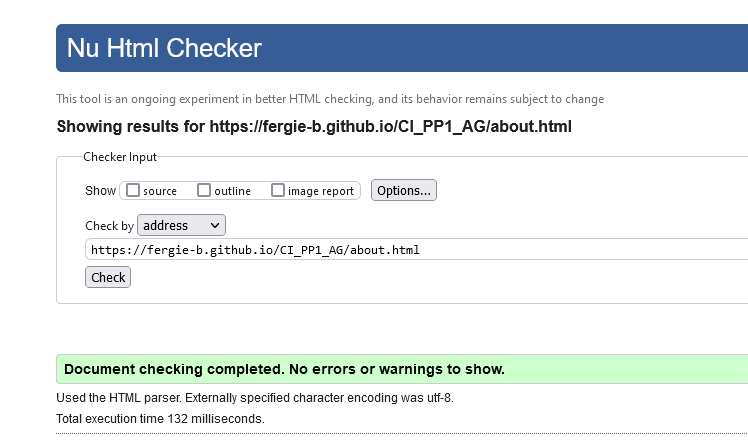 Nu Html Checker
This tool is an ongoing experiment in better HTML checking, and its behavior remains subject to change
Showing results for https://fergie-b.github.io/CI_PP1_AG/about.html
Checker Input
Show source outline image report Options...
Check by address
https://fergie-b.github.io/CI_PP1_AG/about.html
Check
Document checking completed. No errors or warnings to show.
Used the HTML parser. Externally specified character encoding was utf-8.
Total execution time 132 milliseconds.